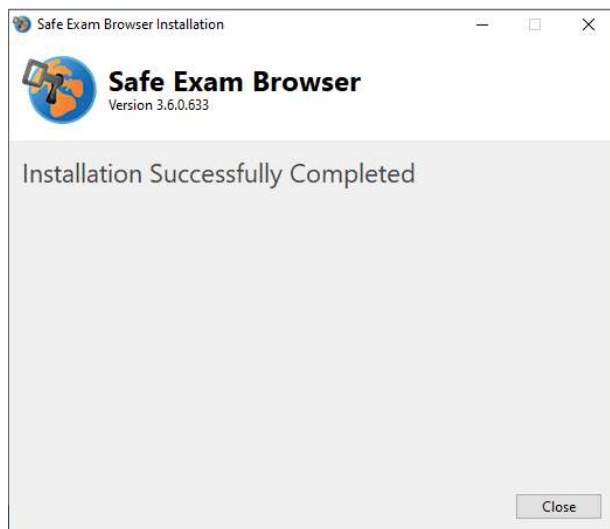 Safe Exam Browser Installation
Safe Exam Browser
Version 3.6.0.633
Installation Successfully Completed
Close